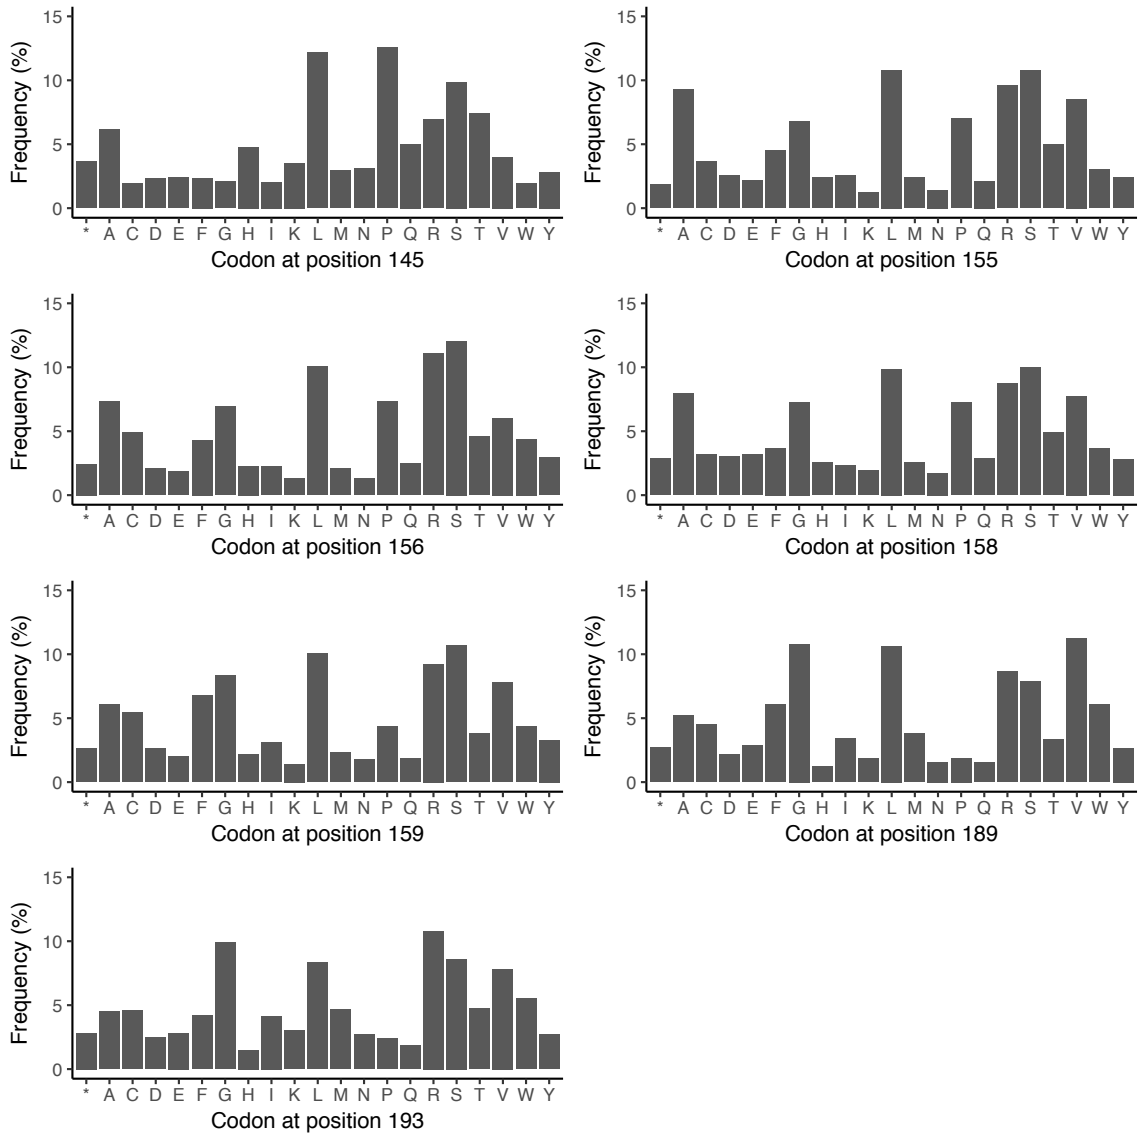 Frequency (%)
15
10
5
0
* A C D E F G H I K L M N P Q R S T V W Y
Codon at position 145
Frequency (%)
15
10
5
0
* A C D E F G H I K L M N P Q R S T V W Y
Codon at position 155
Frequency (%)
15
10
5
0
* A C D E F G H I K L M N P Q R S T V W Y
Codon at position 156
Frequency (%)
15
10
5
0
* A C D E F G H I K L M N P Q R S T V W Y
Codon at position 158
Frequency (%)
15
10
5
0
* A C D E F G H I K L M N P Q R S T V W Y
Codon at position 159
Frequency (%)
15
10
5
0
* A C D E F G H I K L M N P Q R S T V W Y
Codon at position 189
Frequency (%)
15
10
5
0
* A C D E F G H I K L M N P Q R S T V W Y
Codon at position 193